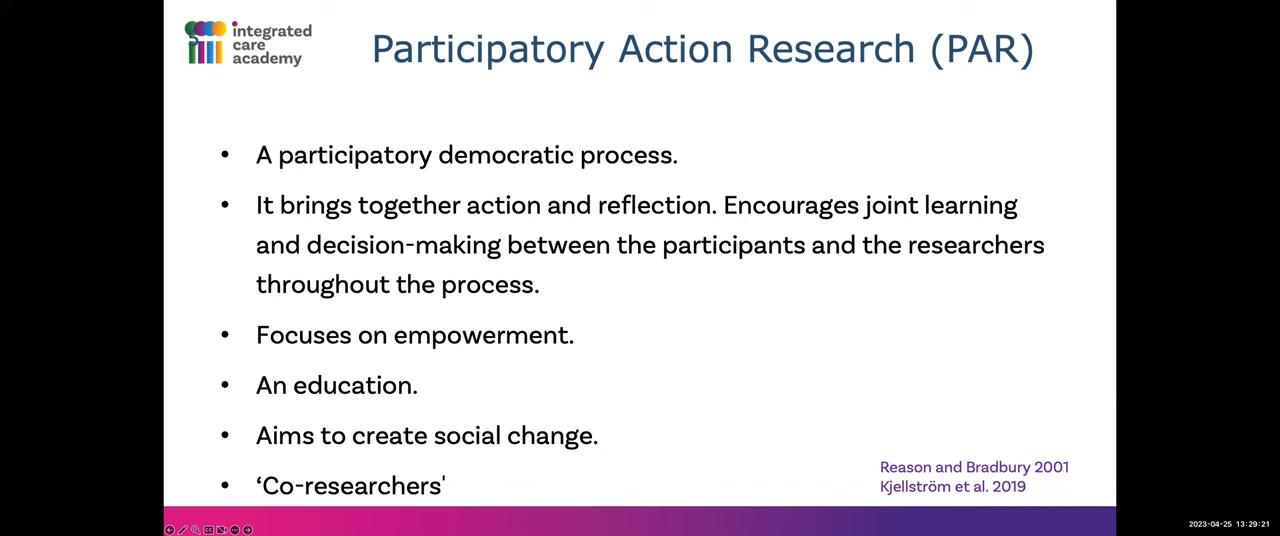 integrated
care
academy
Participatory Action Research (PAR)
• A participatory democratic process.
• It brings together action and reflection. Encourages joint learning
and decision-making between the participants and the researchers
throughout the process.
• Focuses on empowerment.
• An education.
• Aims to create social change.
• ‘Co-researchers'
Reason and Bradbury 2001
Kjellström et al. 2019
2023-04-25 13:29:21